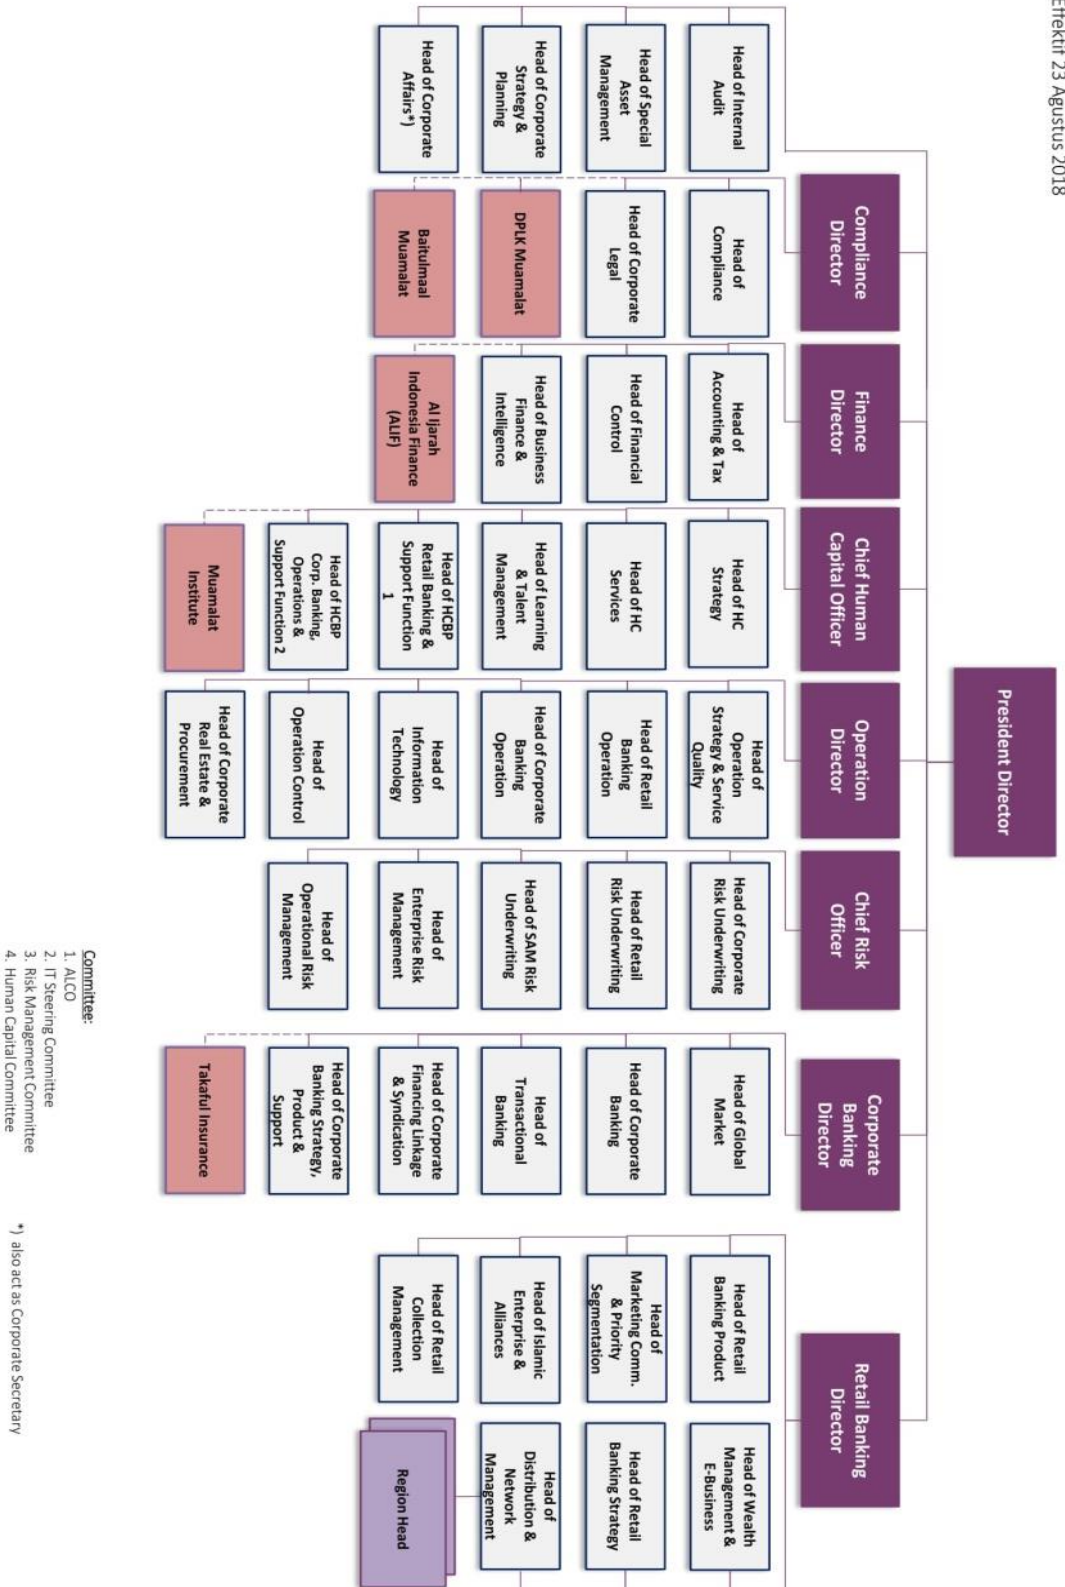 Effektif 23 Agustus 2018
President Director
Compliance
Director
Finance
Director
Chief Human
Capital Officer
Operation
Director
Chief Risk
Officer
Corporate
Banking
Director
Retail Banking
Director
Head of Internal
Audit
Head of Special
Asset
Management
Head of Corporate
Strategy &
Planning
Head of Corporate
Affairs*)
Head of
Compliance
Head of Corporate
Legal
DPLK Muamalat
Baitulmaal
Muamalat
Head of
Accounting & Tax
Head of Financial
Control
Head of Business
Finance &
Intelligence
Al Ijarah
Indonesia Finance
(ALIF)
Head of HC
Strategy
Head of HC
Services
Head of Learning
& Talent
Management
Head of HCBP
Retail Banking &
Support Function
1
Head of HCBP
Corp. Banking,
Operations &
Support Function 2
Muamalat
Institute
Head of
Operation
Strategy & Service
Quality
Head of Retail
Banking
Operation
Head of Corporate
Banking
Operation
Head of
Information
Technology
Head of
Operation Control
Head of Corporate
Real Estate &
Procurement
Head of Corporate
Risk Underwriting
Head of Retail
Risk Underwriting
Head of SAM Risk
Underwriting
Head of
Enterprise Risk
Management
Head of
Operational Risk
Management
Head of Global
Market
Head of Corporate
Banking
Head of
Transactional
Banking
Head of Corporate
Financing Linkage
& Syndication
Head of Corporate
Banking Strategy,
Product &
Support
Takaful Insurance
Head of Retail
Banking Product
Head of
Marketing Comm.
& Priority
Segmentation
Head of Islamic
Enterprise &
Alliances
Head of Retail
Collection
Management
Head of Wealth
Management &
E-Business
Head of Retail
Banking Strategy
Head of
Distribution &
Network
Management
Region Head
Committee:
1. ALCO
2. IT Steering Committee
3. Risk Management Committee
4. Human Capital Committee
*) also act as Corporate Secretary